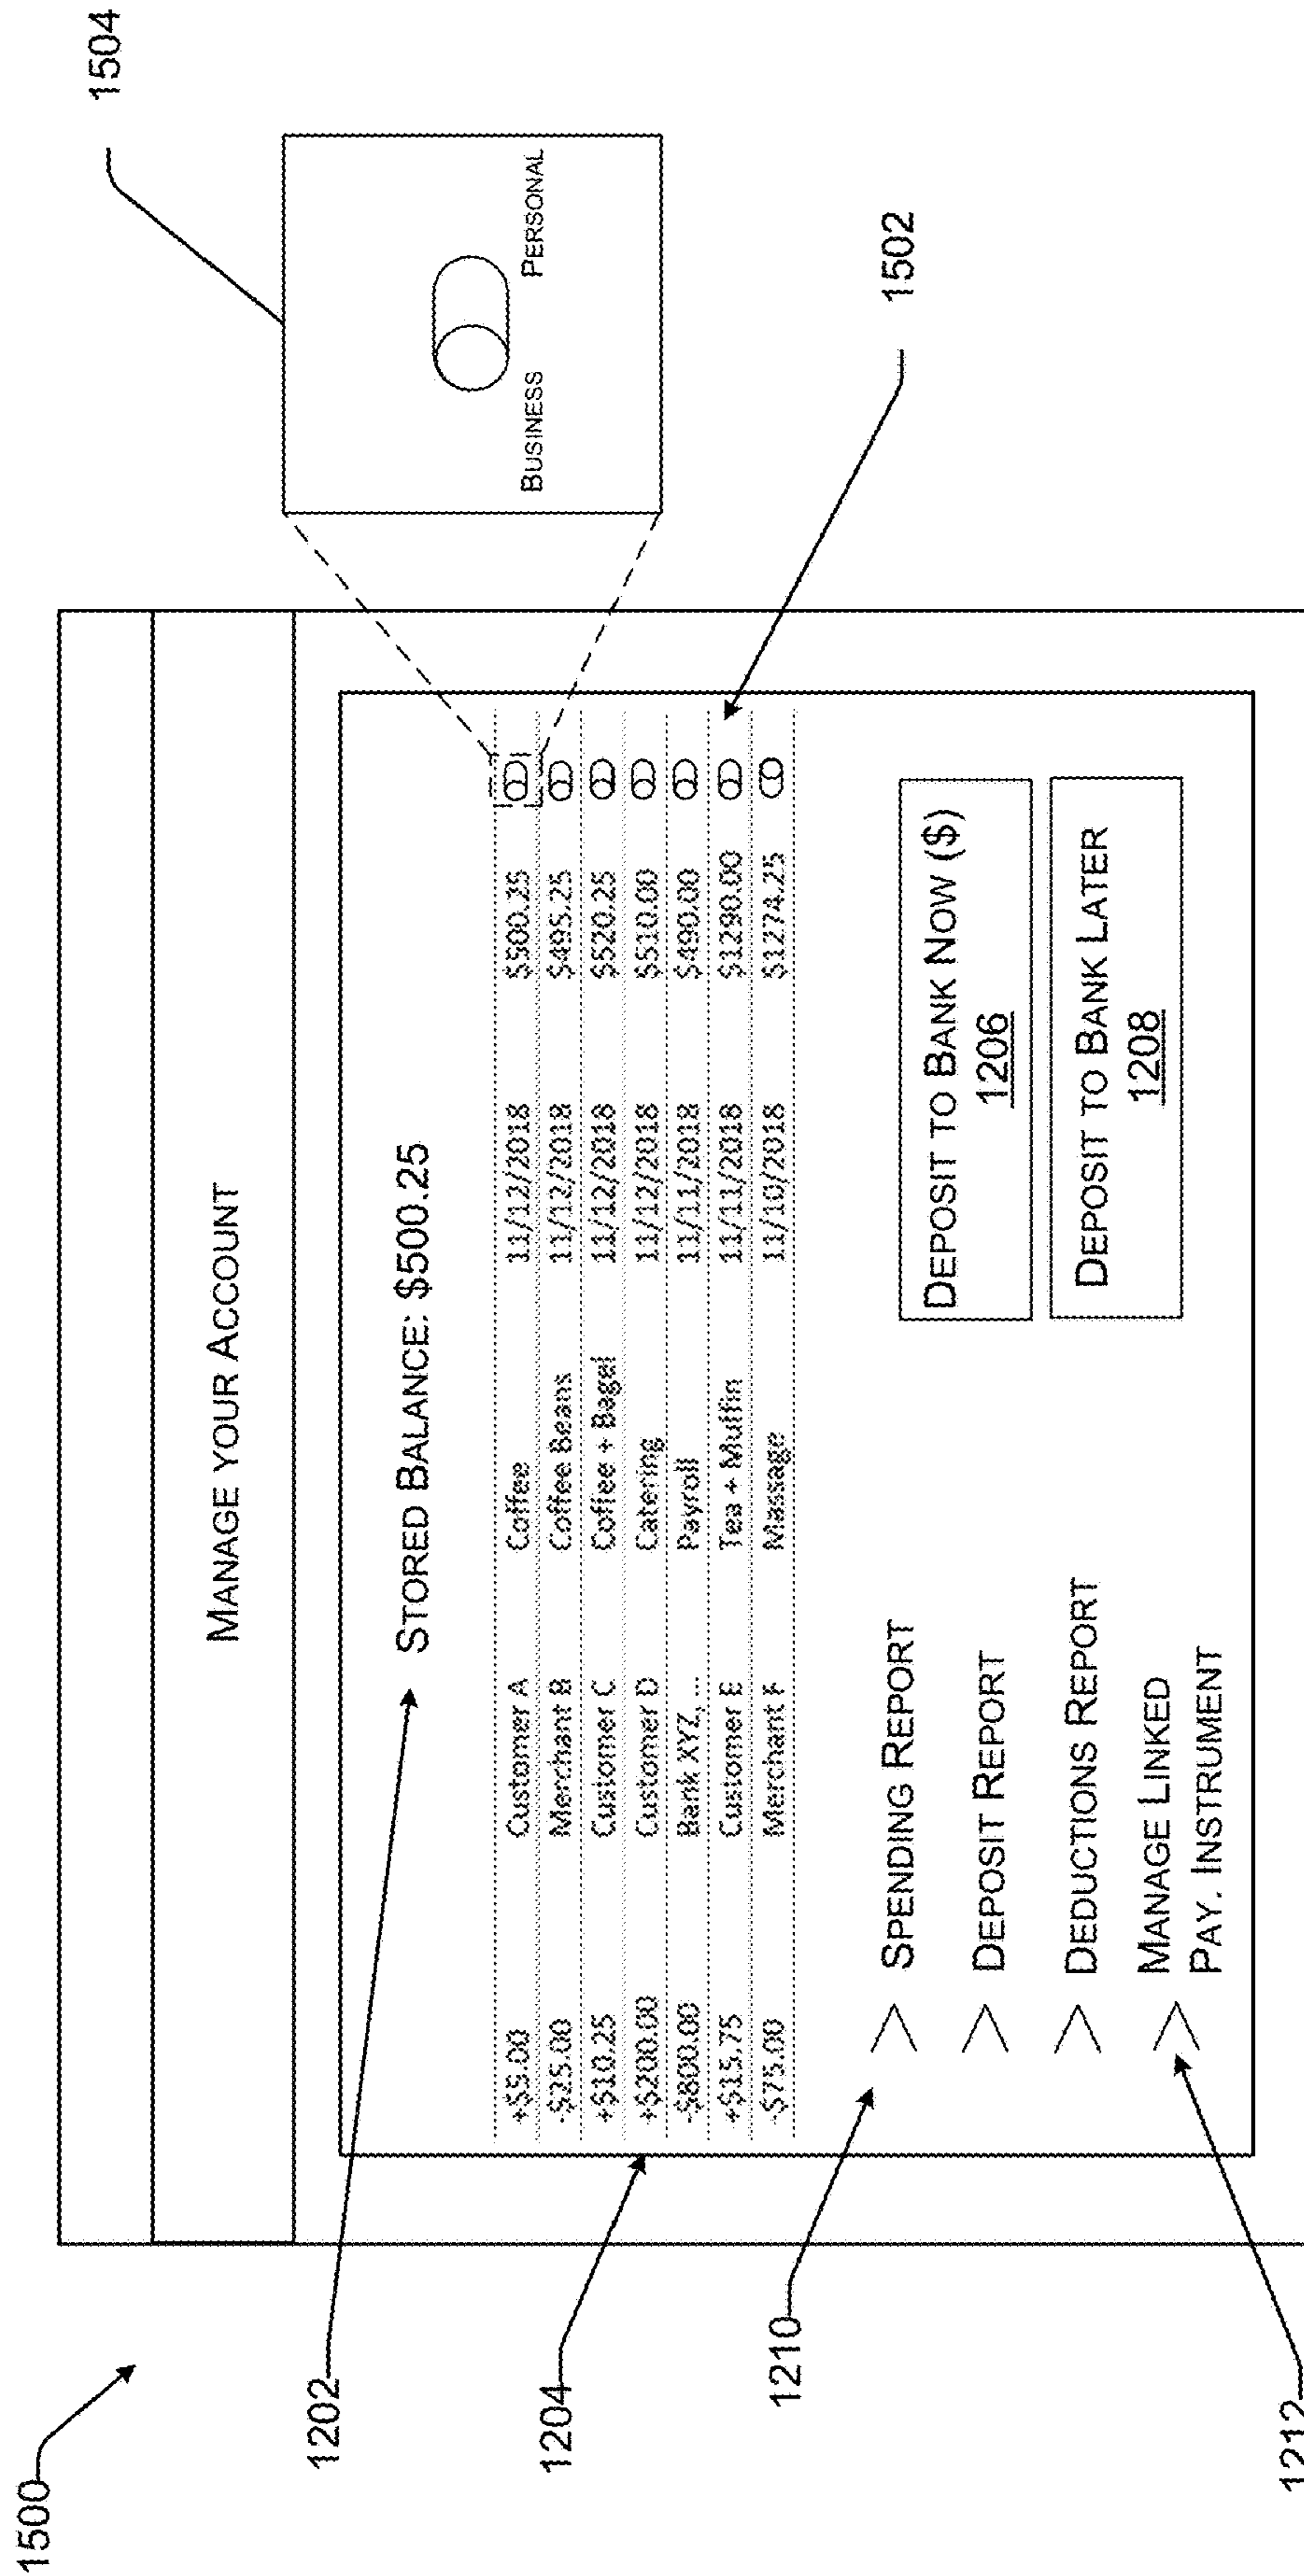 1500
MANAGE YOUR ACCOUNT
1202
STORED BALANCE: $500.25
1204
+$5.00 Customer A Coffee 11/12/2018 $500.25
-$25.00 Merchant B Coffee Beans 11/12/2018 $495.25
+$10.25 Customer C Coffee + Bagel 11/12/2018 $520.25
+$200.00 Customer D Catering 11/12/2018 $510.00
-$800.00 Bank XYZ, ... Payroll 11/11/2018 $490.00
+$15.75 Customer E Tea + Muffin 11/11/2018 $1290.00
-$75.00 Merchant F Massage 11/10/2018 $1274.25
1504
BUSINESS PERSONAL
1502
1210
SPENDING REPORT
DEPOSIT REPORT
DEDUCTIONS REPORT
MANAGE LINKED
PAY. INSTRUMENT
1212
DEPOSIT TO BANK NOW ($)
1206
DEPOSIT TO BANK LATER
1208